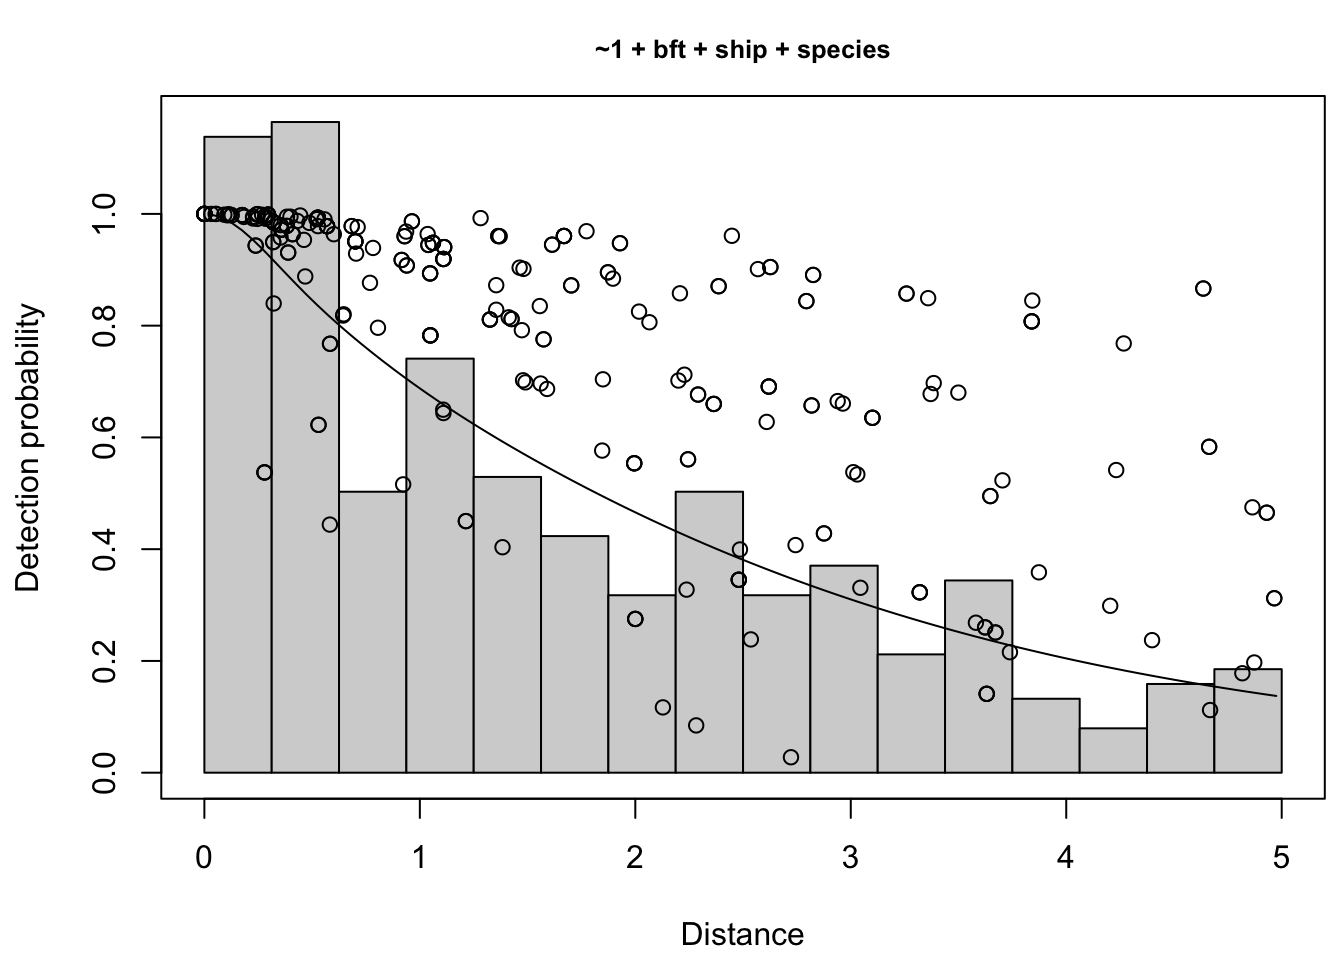 ~1 + bft + ship + species
Detection probability
1.0
0.8
0.6
0.4
0.2
0.0
0 1 2 3 4 5
Distance